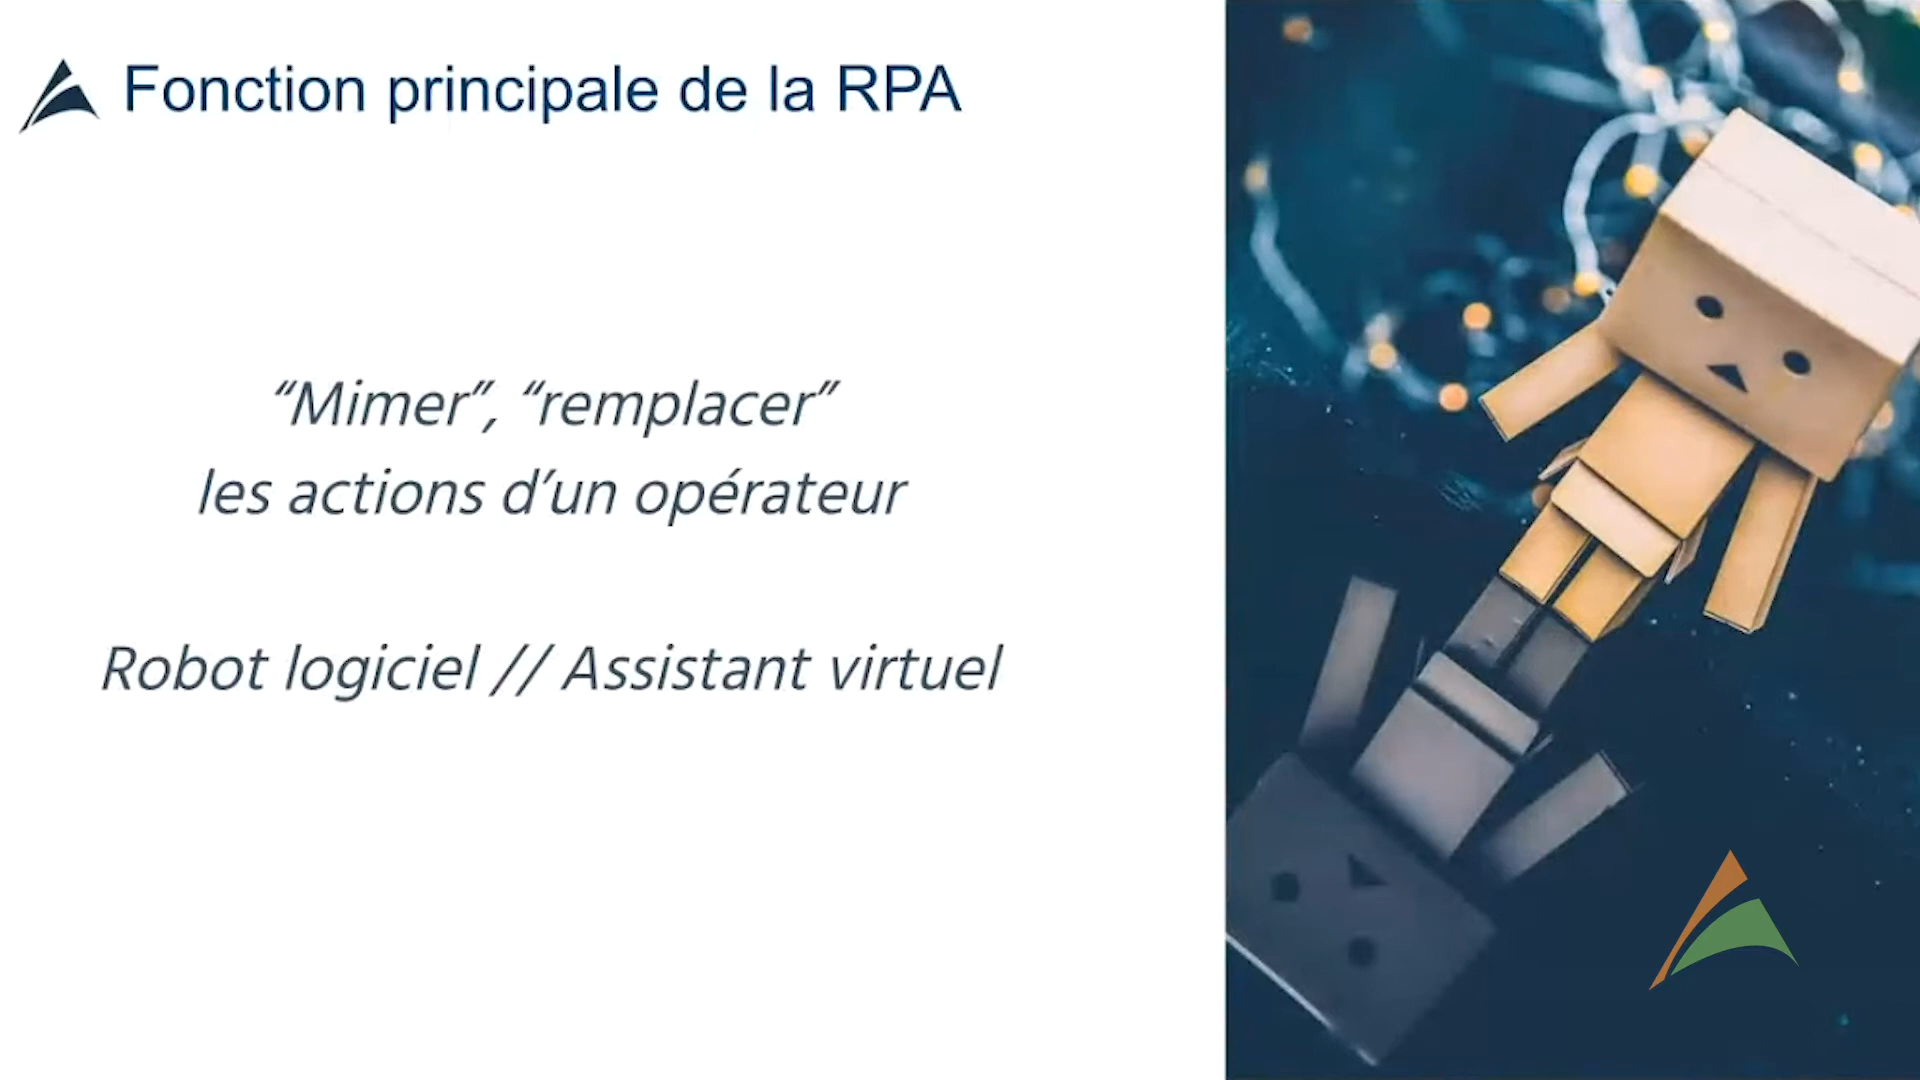 Fonction principale de la RPA
“Mimer”, “remplacer”
les actions d’un opérateur
Robot logiciel // Assistant virtuel